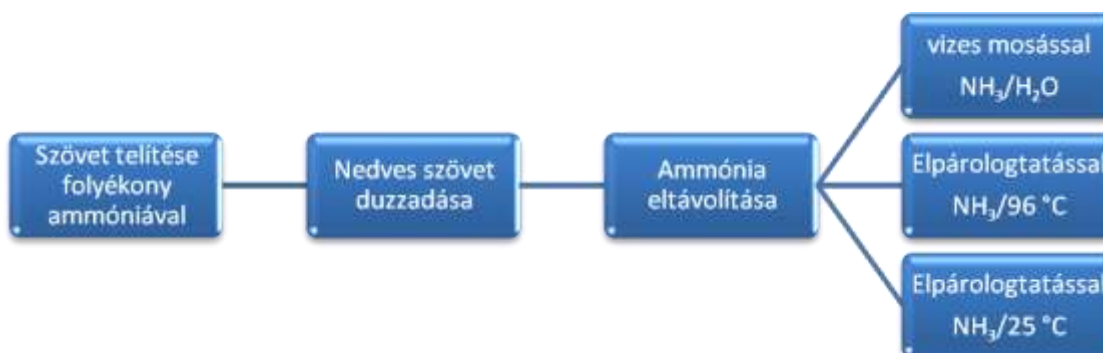 Szövet telítése
folyékony
ammóniával
Nedves szövet
duzzadása
Ammónia
eltávolítása
vizes mosással
NH₃/H₂O
Elpárologtatással
NH₃/96 °C
Elpárologtatással
NH₃/25 °C